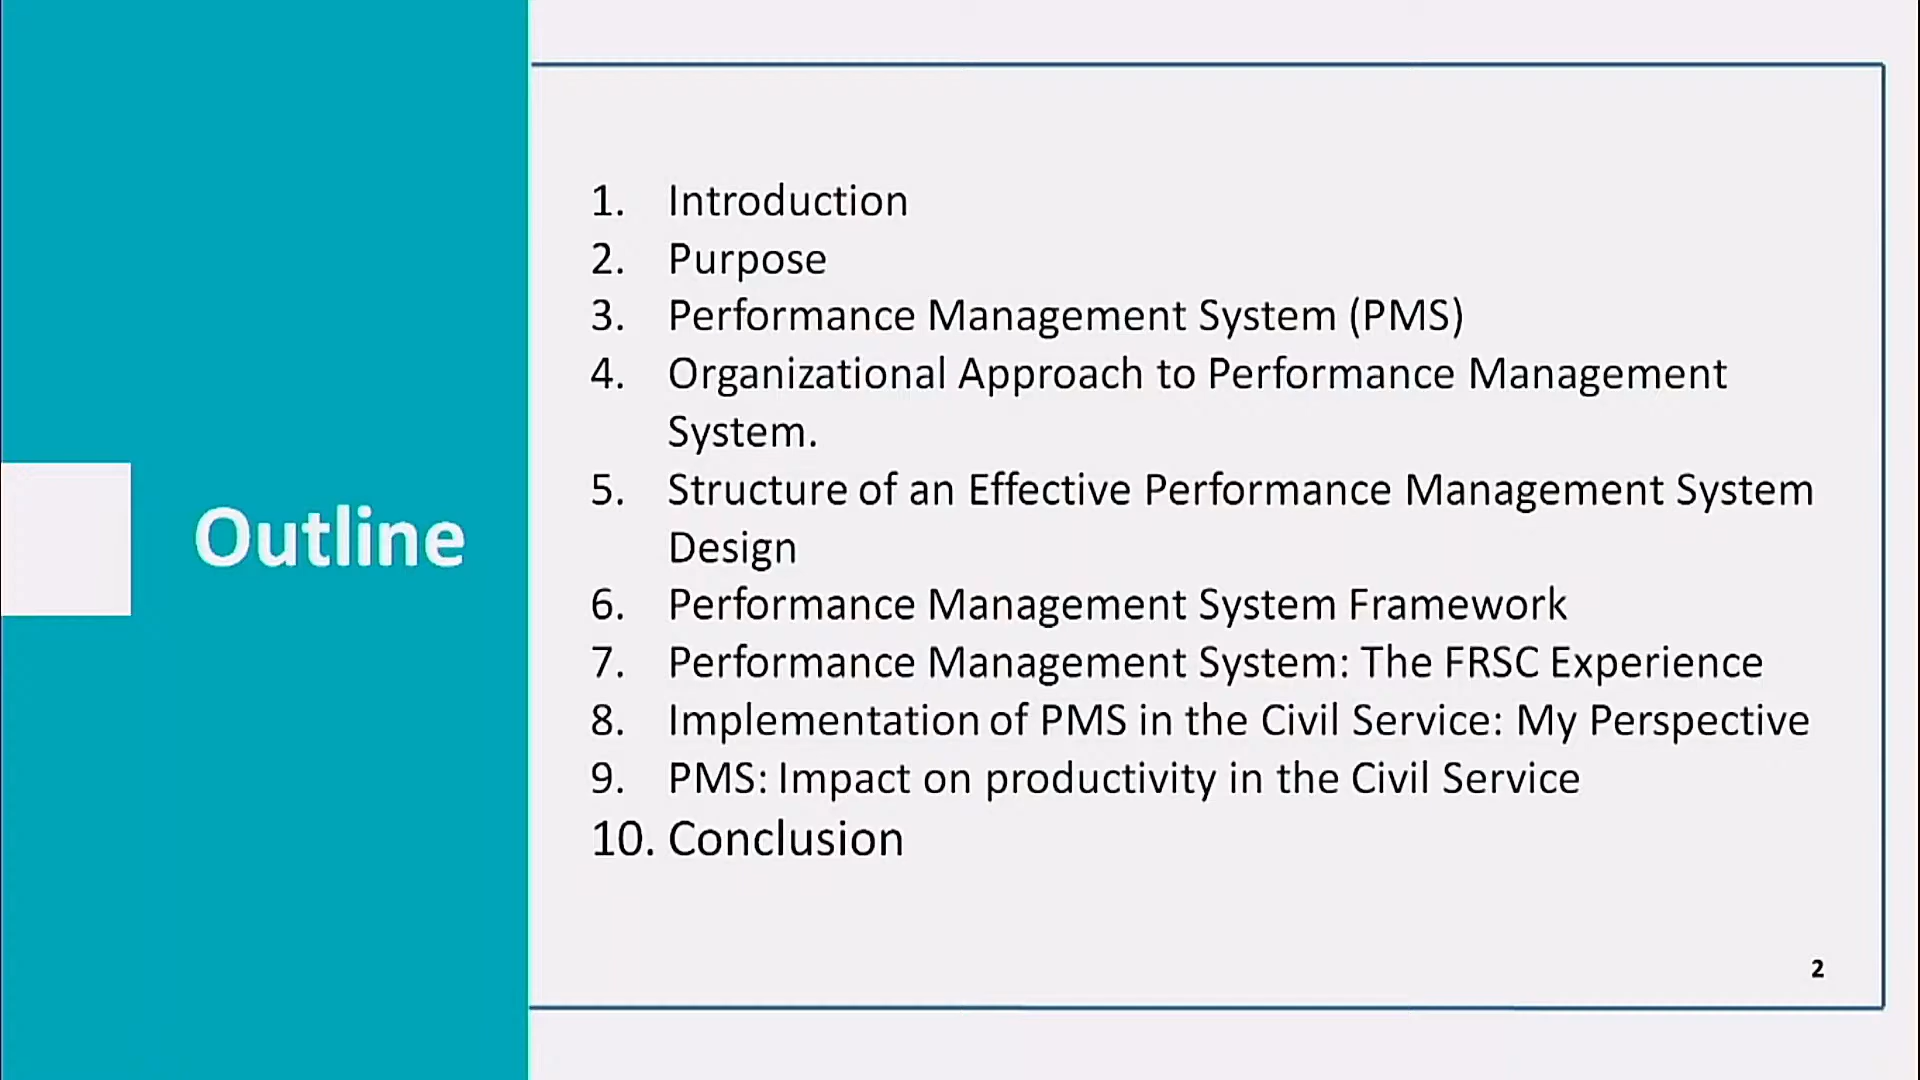 Outline
1. Introduction
2. Purpose
3. Performance Management System (PMS)
4. Organizational Approach to Performance Management
System.
5. Structure of an Effective Performance Management System
Design
6. Performance Management System Framework
7. Performance Management System: The FRSC Experience
8. Implementation of PMS in the Civil Service: My Perspective
9. PMS: Impact on productivity in the Civil Service
10. Conclusion
2